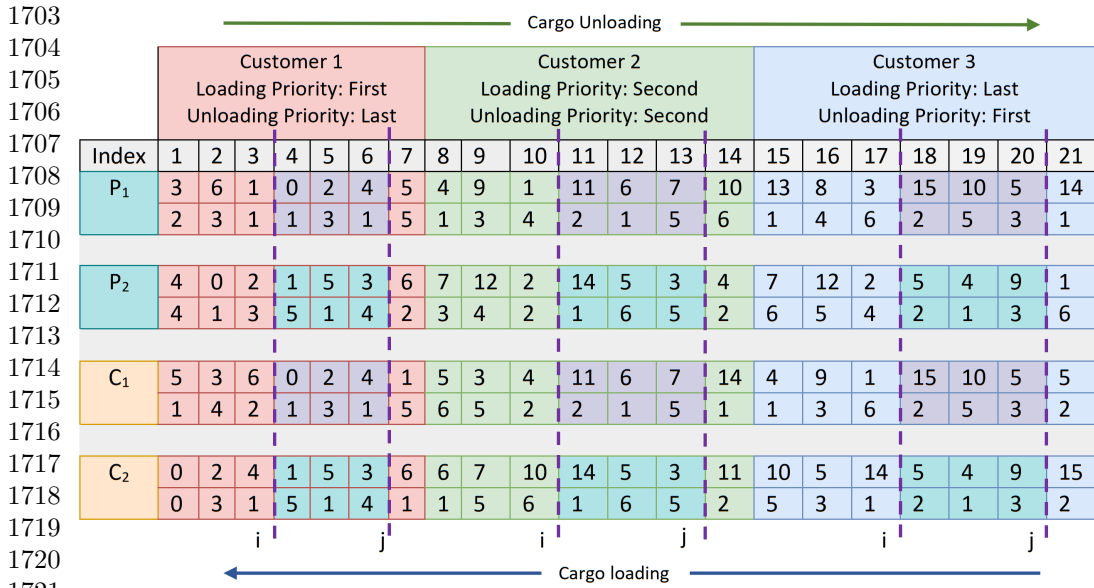 1703
Cargo Unloading
1704
Customer 1 Customer 2 Customer 3
1705
Loading Priority: First Loading Priority: Second Loading Priority: Last
1706
Unloading Priority: Last Unloading Priority: Second Unloading Priority: First
1707
Index 1 2 3 4 5 6 7 8 9 10 11 12 13 14 15 16 17 18 19 20 21
1708
P1 3 6 1 0 2 4 5 4 9 1 11 6 7 10 13 8 3 15 10 5 14
1709
2 3 1 1 3 1 5 1 3 4 2 1 5 6 1 4 6 2 5 3 1
1710
1711
P2 4 0 2 1 5 3 6 7 12 2 14 5 3 4 7 12 2 5 4 9 1
1712
4 1 3 5 1 4 2 3 4 2 1 6 5 2 6 5 4 2 1 3 6
1713
1714
C1 5 3 6 0 2 4 1 5 3 4 11 6 7 14 4 9 1 15 10 5 5
1715
1 4 2 1 3 1 5 6 5 2 2 1 5 1 1 3 6 2 5 3 2
1716
1717
C2 0 2 4 1 5 3 6 6 7 10 14 5 3 11 10 5 14 5 4 9 15
1718
0 3 1 5 1 4 1 1 5 6 1 6 5 2 5 3 1 2 1 3 2
1719
i j i j i j
1720
Cargo loading